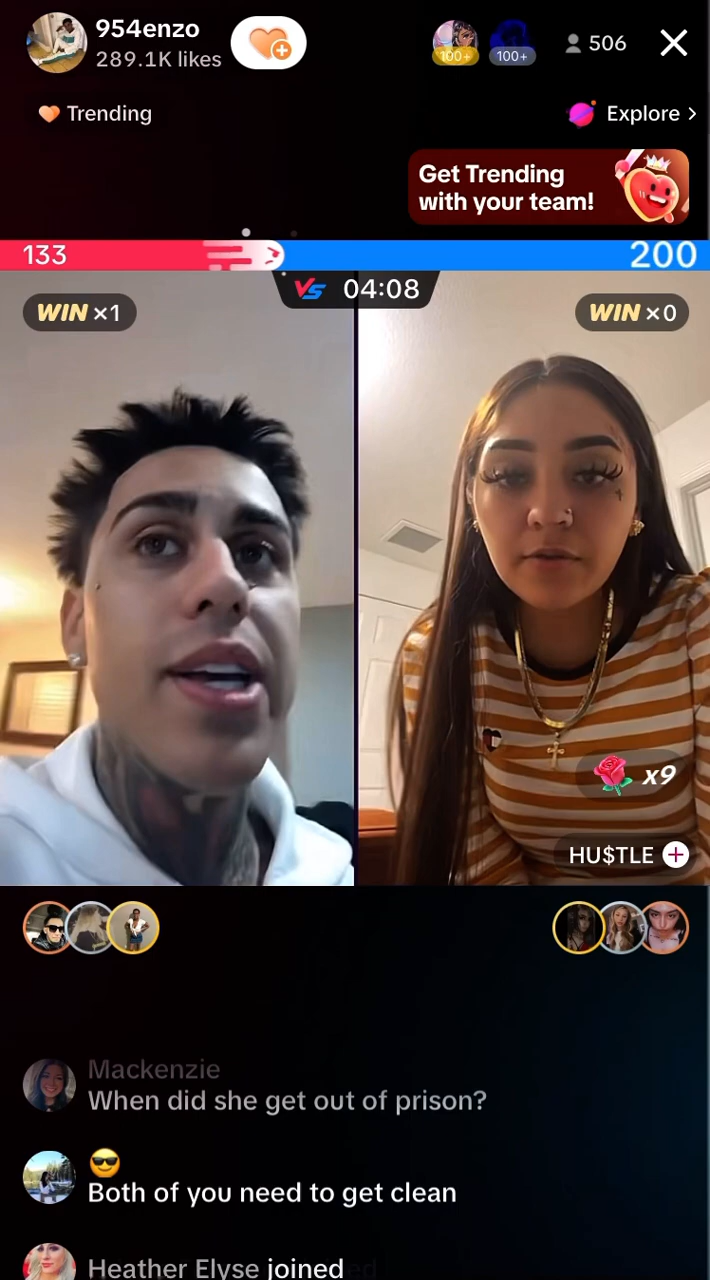 954enzo
289.1K likes
100+
100+
506
Trending
Explore
Get Trending
with your team!
133
200
VS 04:08
WIN ×1
WIN ×0
x9
HU$TLE
Mackenzie
When did she get out of prison?
😎
Both of you need to get clean
Heather Elyse joined